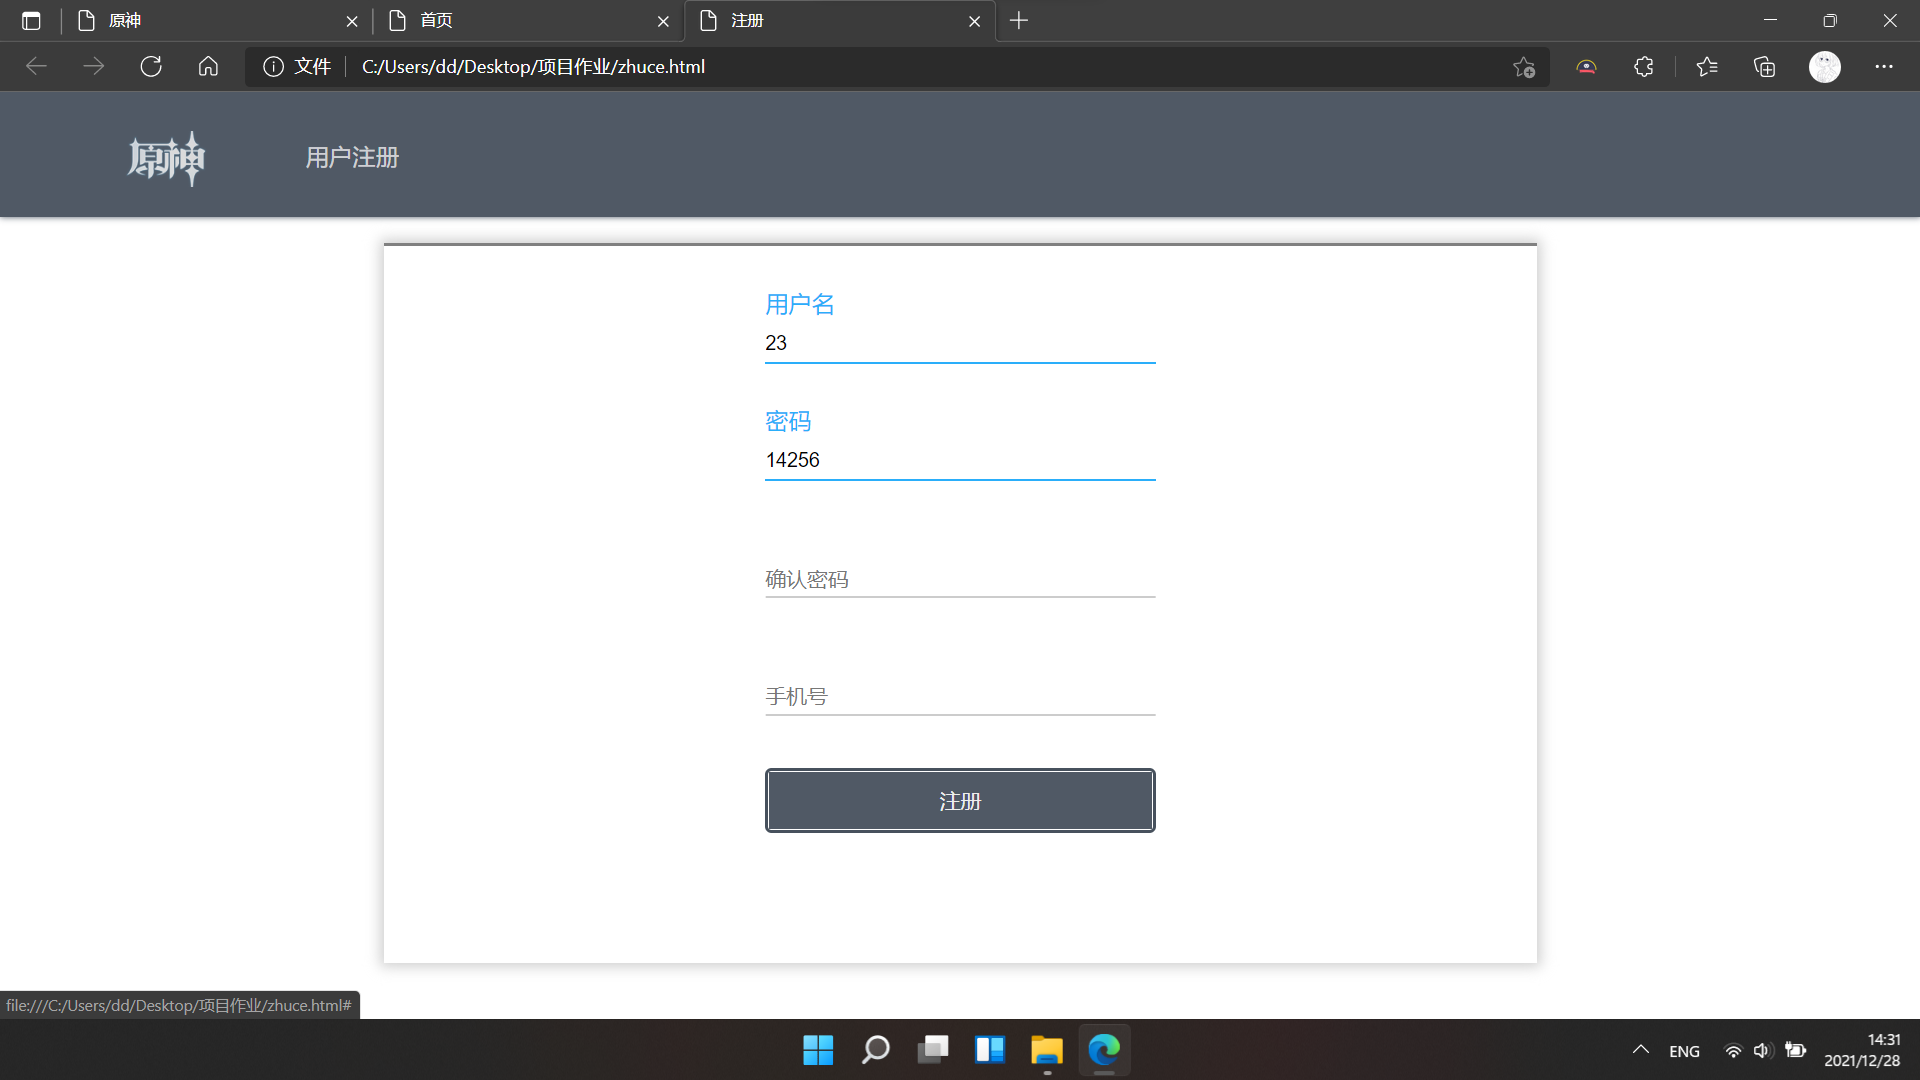 原神
首页
注册
文件
C:/Users/dd/Desktop/项目作业/zhuce.html
原神
用户注册
用户名
23
密码
14256
确认密码
手机号
注册
file:///C:/Users/dd/Desktop/项目作业/zhuce.html#
ENG
14:31
2021/12/28